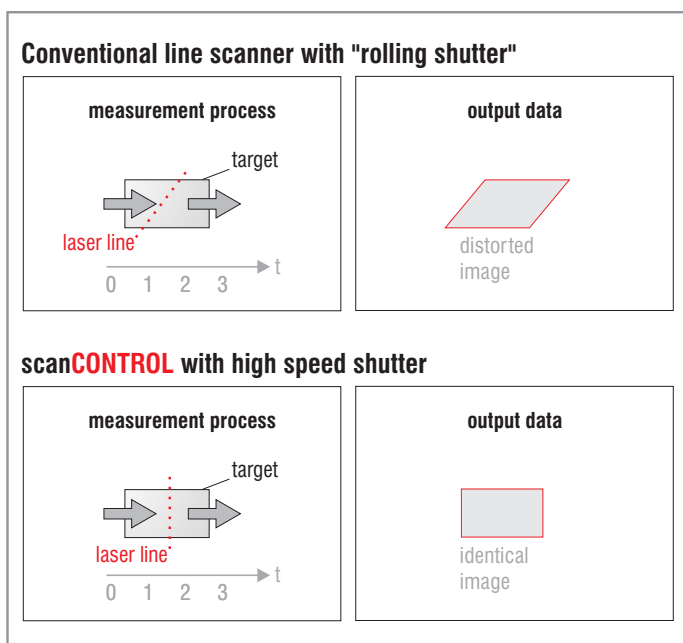 Conventional line scanner with "rolling shutter"
measurement process
target
laser line
t
0 1 2 3
output data
distorted
image
scanCONTROL with high speed shutter
measurement process
target
laser line
t
0 1 2 3
output data
identical
image